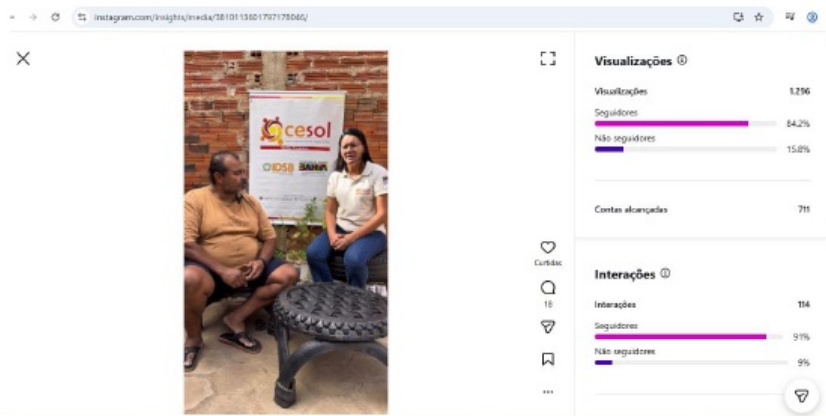 instagram.com/insights/media/3810113601797178066/
cesol
IDSB
BAHIA
Curtidas
18
Visualizações
Visualizações 1.296
Seguidores
84.2%
Não seguidores
15.8%
Contas alcançadas 711
Interações
Interações 114
Seguidores
91%
Não seguidores
9%